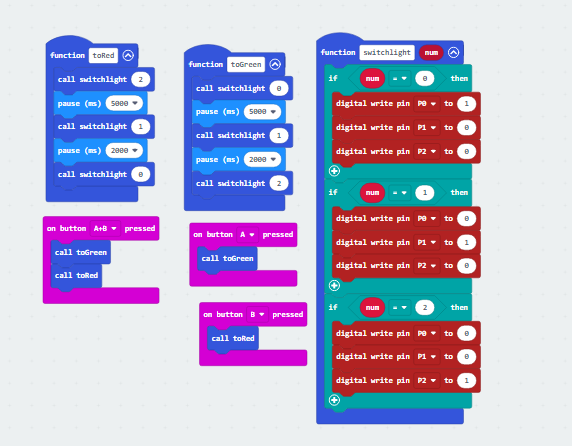 function toRed
call switchlight 2
pause (ms) 5000
call switchlight 1
pause (ms) 2000
call switchlight 0
on button A+B pressed
call toGreen
call toRed
function toGreen
call switchlight 0
pause (ms) 5000
call switchlight 1
pause (ms) 2000
call switchlight 2
on button A pressed
call toGreen
on button B pressed
call toRed
function switchlight num
if num = 0 then
digital write pin P0 to 1
digital write pin P1 to 0
digital write pin P2 to 0
if num = 1 then
digital write pin P0 to 0
digital write pin P1 to 1
digital write pin P2 to 0
if num = 2 then
digital write pin P0 to 0
digital write pin P1 to 0
digital write pin P2 to 1